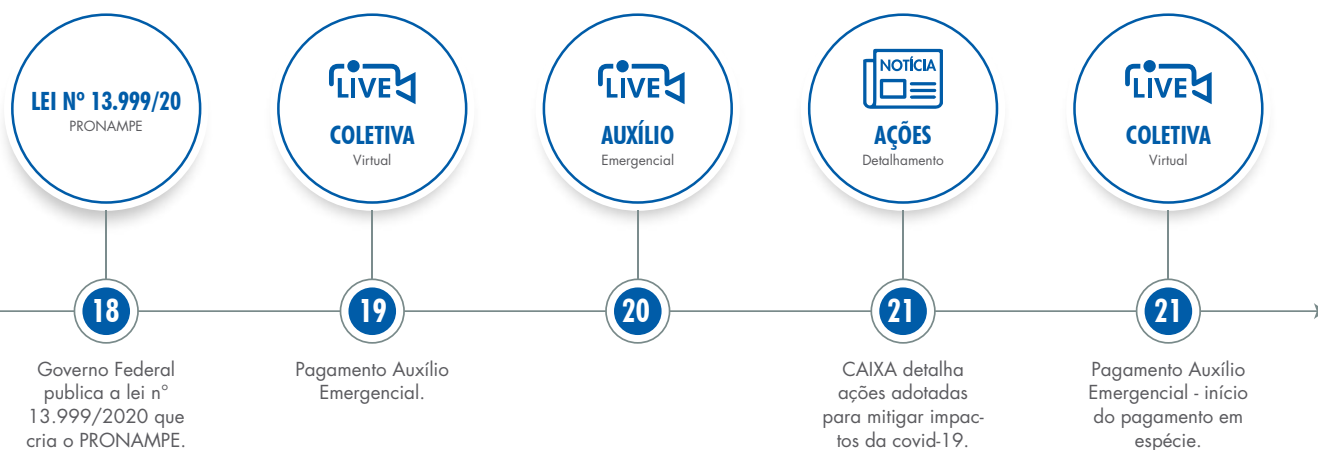 LEI Nº 13.999/20
PRONAMPE
LIVE
COLETIVA
Virtual
LIVE
AUXÍLIO
Emergencial
NOTÍCIA
AÇÕES
Detalhamento
LIVE
COLETIVA
Virtual
18
19
20
21
21
Governo Federal
publica a lei n°
13.999/2020 que
cria o PRONAMPE.
Pagamento Auxílio
Emergencial.
CAIXA detalha
ações adotadas
para mitigar impac-
tos da covid-19.
Pagamento Auxílio
Emergencial - início
do pagamento em
espécie.